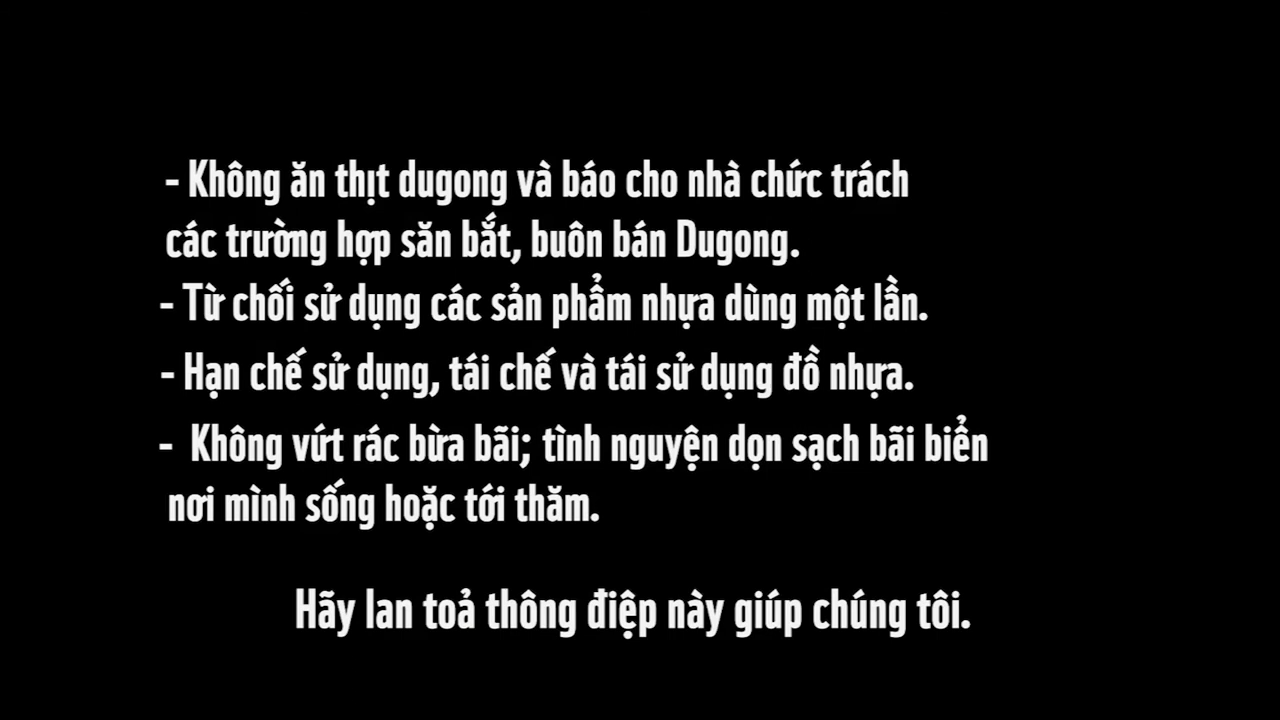 - Không ăn thịt dugong và báo cho nhà chức trách
các trường hợp săn bắt, buôn bán Dugong.
- Từ chối sử dụng các sản phẩm nhựa dùng một lần.
- Hạn chế sử dụng, tái chế và tái sử dụng đồ nhựa.
- Không vứt rác bừa bãi; tình nguyện dọn sạch bãi biển
nơi mình sống hoặc tới thăm.
Hãy lan toả thông điệp này giúp chúng tôi.